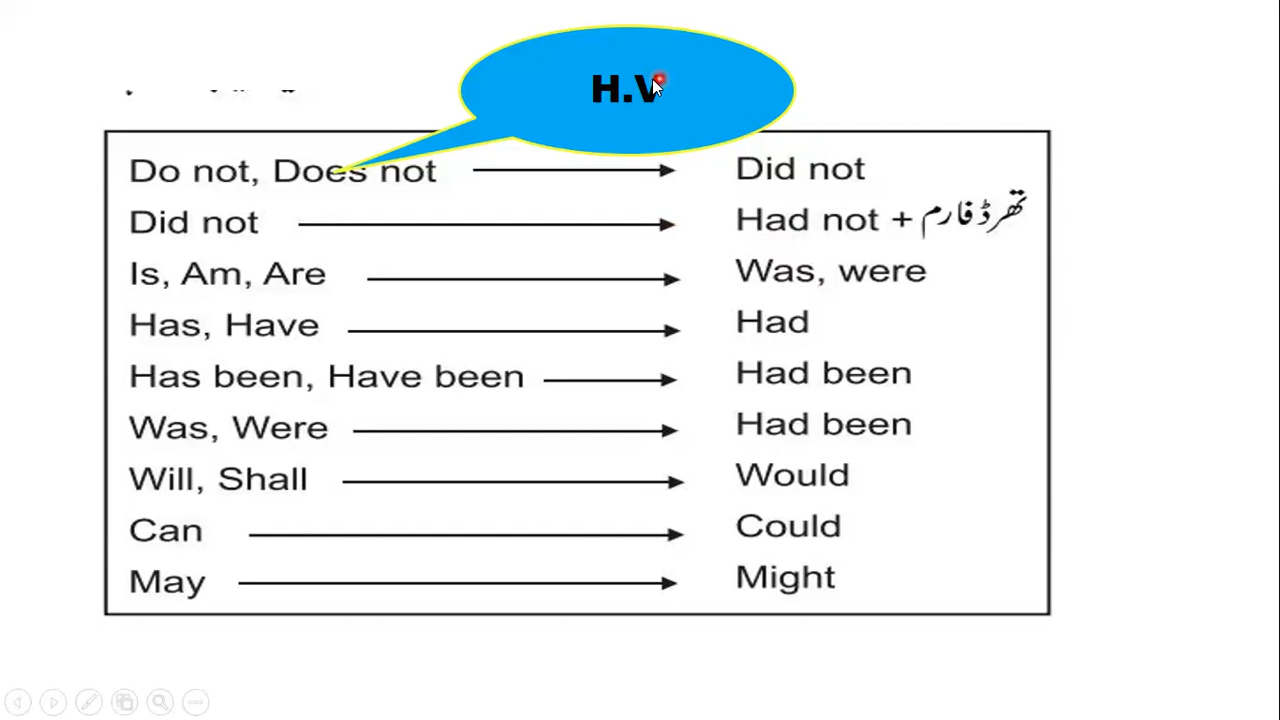 H.V
Do not, Does not Did not
Did not Had not + تھرڈ فارم
Is, Am, Are Was, were
Has, Have Had
Has been, Have been Had been
Was, Were Had been
Will, Shall Would
Can Could
May Might